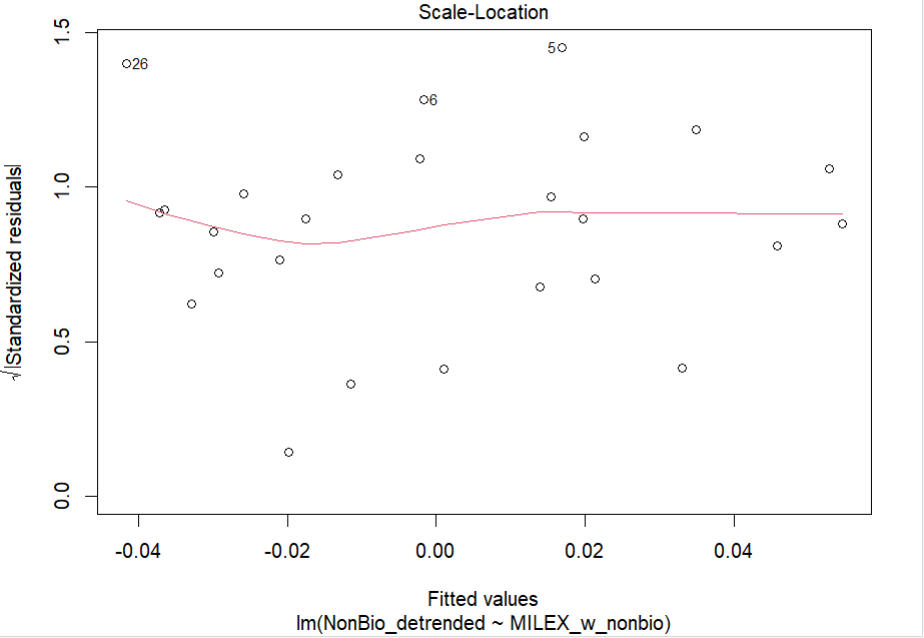 Scale-Location
√|Standardized residuals|
1.5
1.0
0.5
0.0
26
5
6
-0.04 -0.02 0.00 0.02 0.04
Fitted values
lm(NonBio_detrended ~ MILEX_w_nonbio)